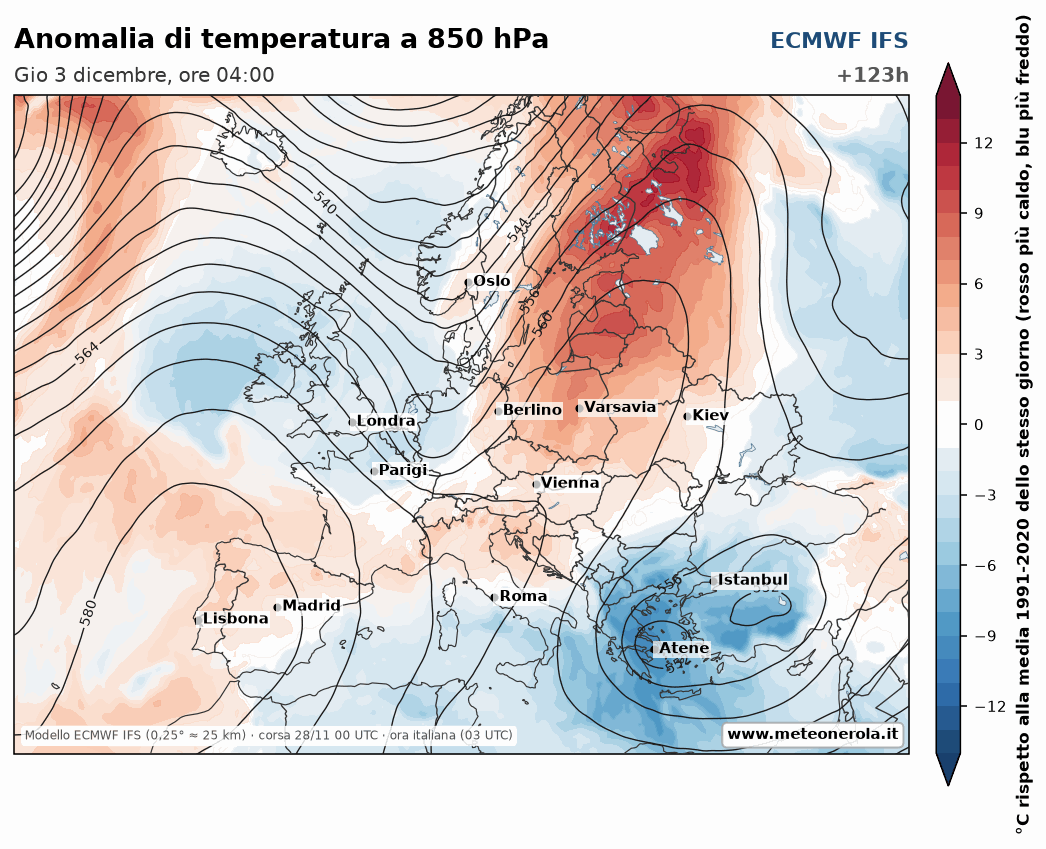 Anomalia di temperatura a 850 hPa
ECMWF IFS
Gio 3 dicembre, ore 04:00
+123h
540
544
556
560
564
Oslo
Londra
Berlino
Varsavia
Kiev
Parigi
Vienna
580
Madrid
Lisbona
Roma
556
Istanbul
Atene
Modello ECMWF IFS (0,25° ≈ 25 km) · corsa 28/11 00 UTC · ora italiana (03 UTC)
www.meteonerola.it
12
9
6
3
0
−3
−6
−9
−12
°C rispetto alla media 1991-2020 dello stesso giorno (rosso più caldo, blu più freddo)